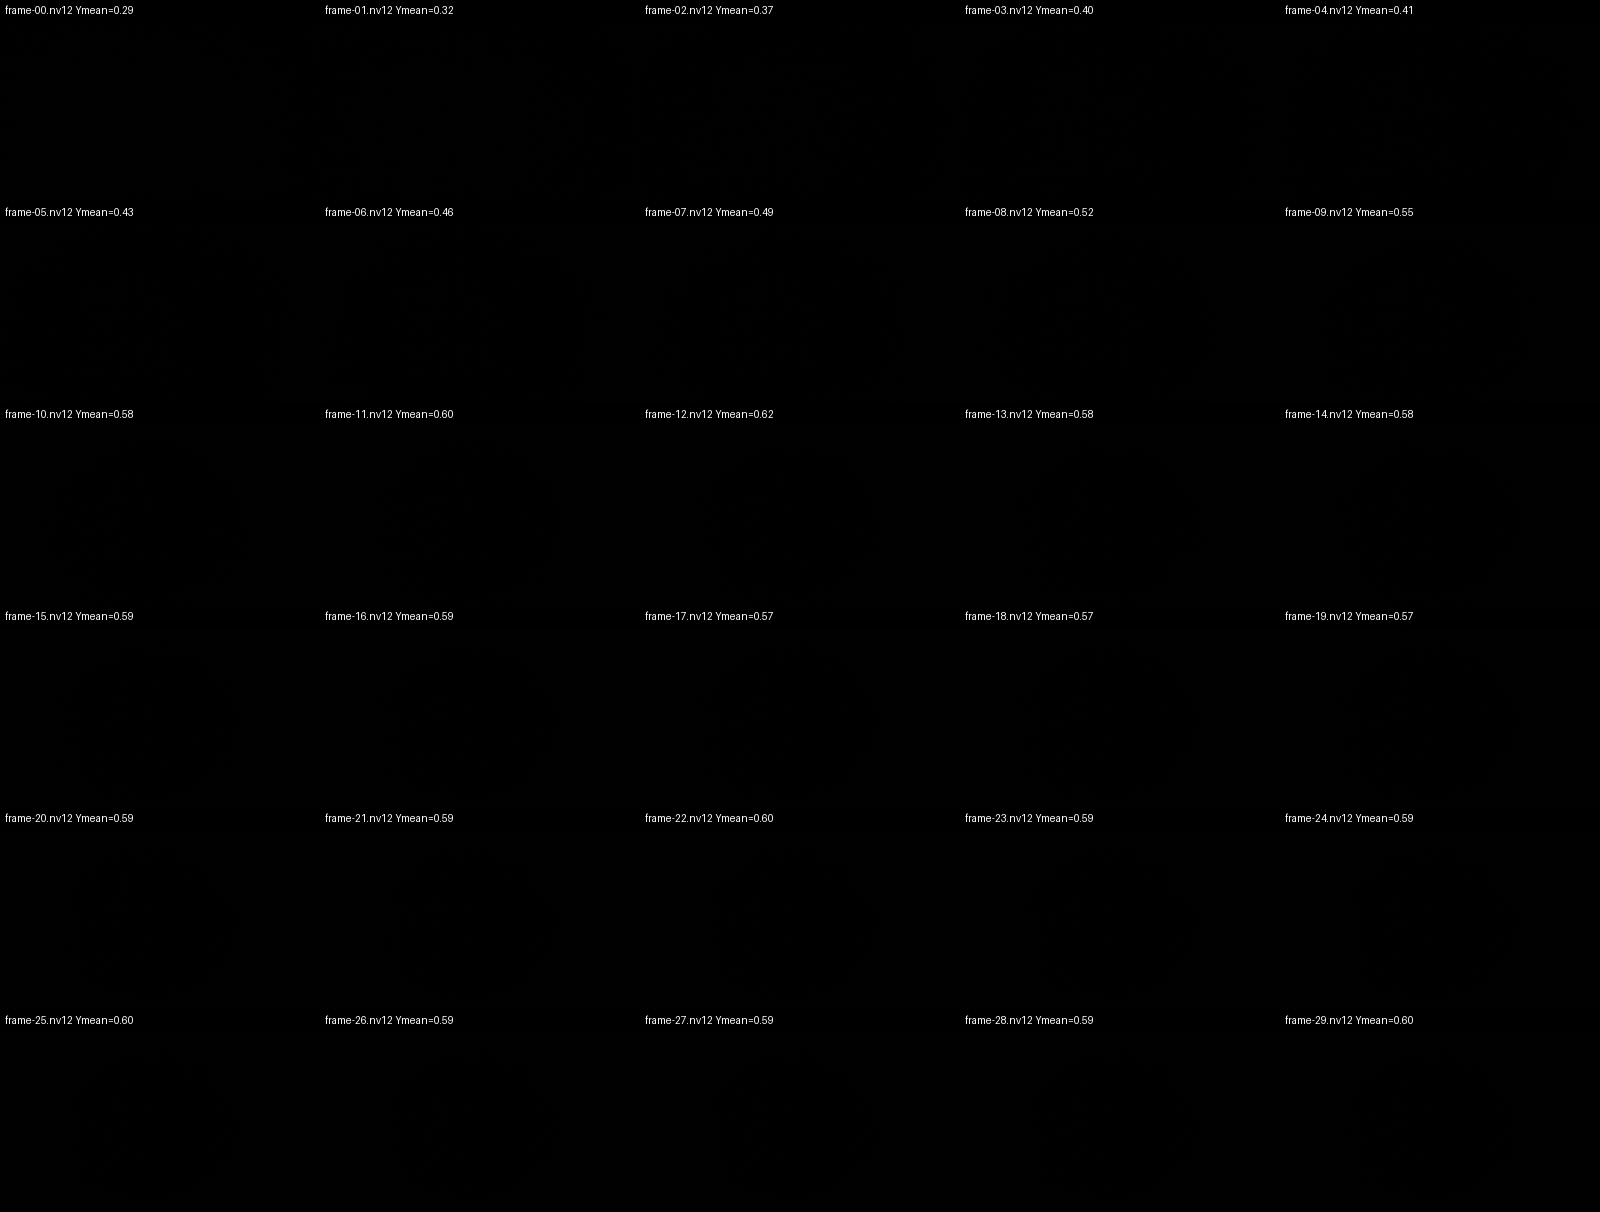 frame-00.nv12 Ymean=0.29 frame-01.nv12 Ymean=0.32 frame-02.nv12 Ymean=0.37 frame-03.nv12 Ymean=0.40 frame-04.nv12 Ymean=0.41
frame-05.nv12 Ymean=0.43 frame-06.nv12 Ymean=0.46 frame-07.nv12 Ymean=0.49 frame-08.nv12 Ymean=0.52 frame-09.nv12 Ymean=0.55
frame-10.nv12 Ymean=0.58 frame-11.nv12 Ymean=0.60 frame-12.nv12 Ymean=0.62 frame-13.nv12 Ymean=0.58 frame-14.nv12 Ymean=0.58
frame-15.nv12 Ymean=0.59 frame-16.nv12 Ymean=0.59 frame-17.nv12 Ymean=0.57 frame-18.nv12 Ymean=0.57 frame-19.nv12 Ymean=0.57
frame-20.nv12 Ymean=0.59 frame-21.nv12 Ymean=0.59 frame-22.nv12 Ymean=0.60 frame-23.nv12 Ymean=0.59 frame-24.nv12 Ymean=0.59
frame-25.nv12 Ymean=0.60 frame-26.nv12 Ymean=0.59 frame-27.nv12 Ymean=0.59 frame-28.nv12 Ymean=0.59 frame-29.nv12 Ymean=0.60